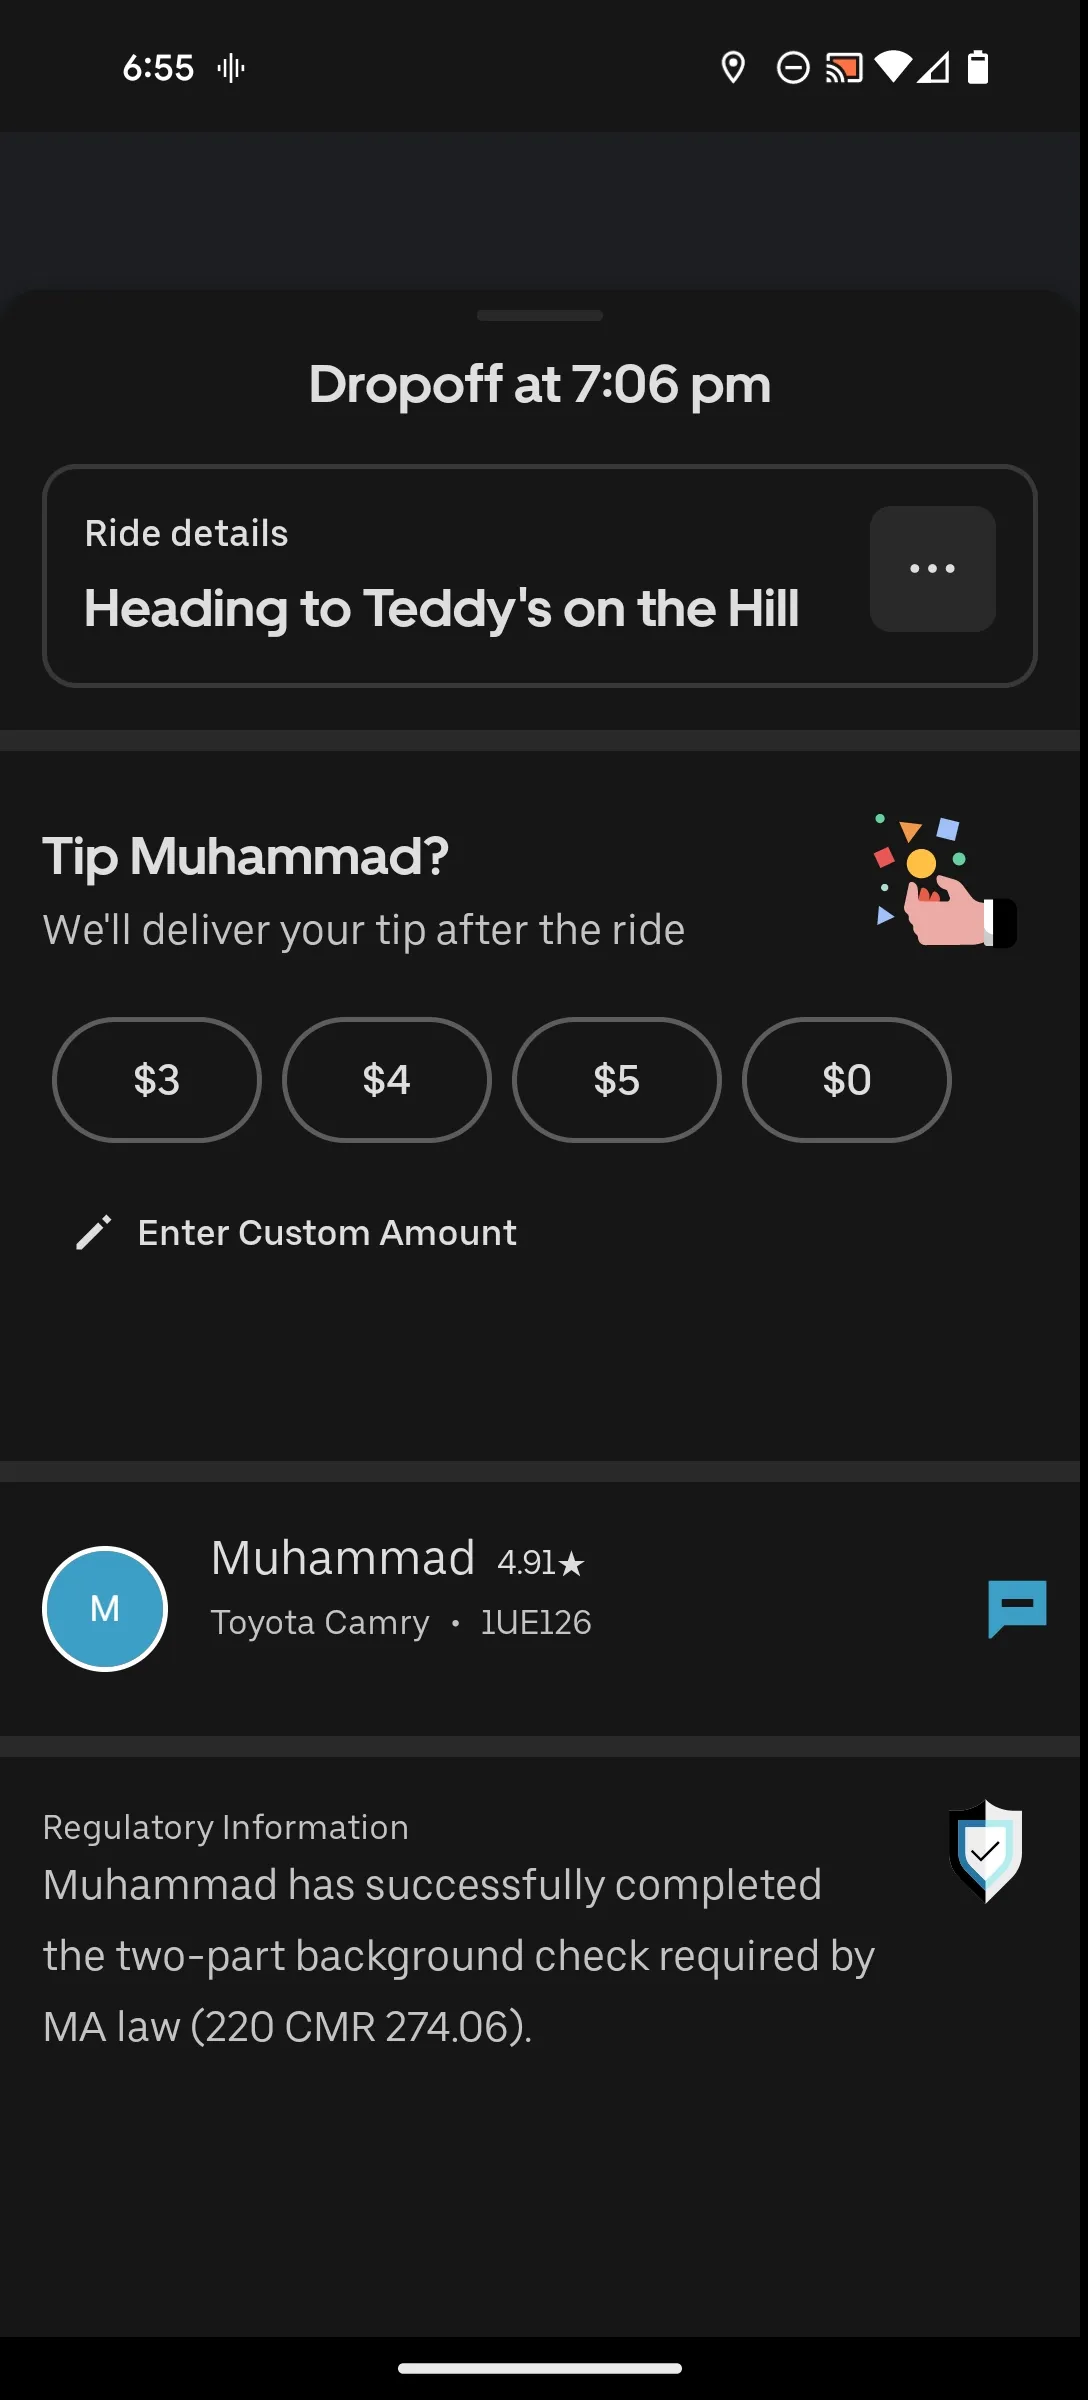 6:55
Dropoff at 7:06 pm
Ride details
Heading to Teddy's on the Hill
Tip Muhammad?
We'll deliver your tip after the ride
$3 $4 $5 $0
Enter Custom Amount
M
Muhammad 4.91★
Toyota Camry • 1UE126
Regulatory Information
Muhammad has successfully completed
the two-part background check required by
MA law (220 CMR 274.06).